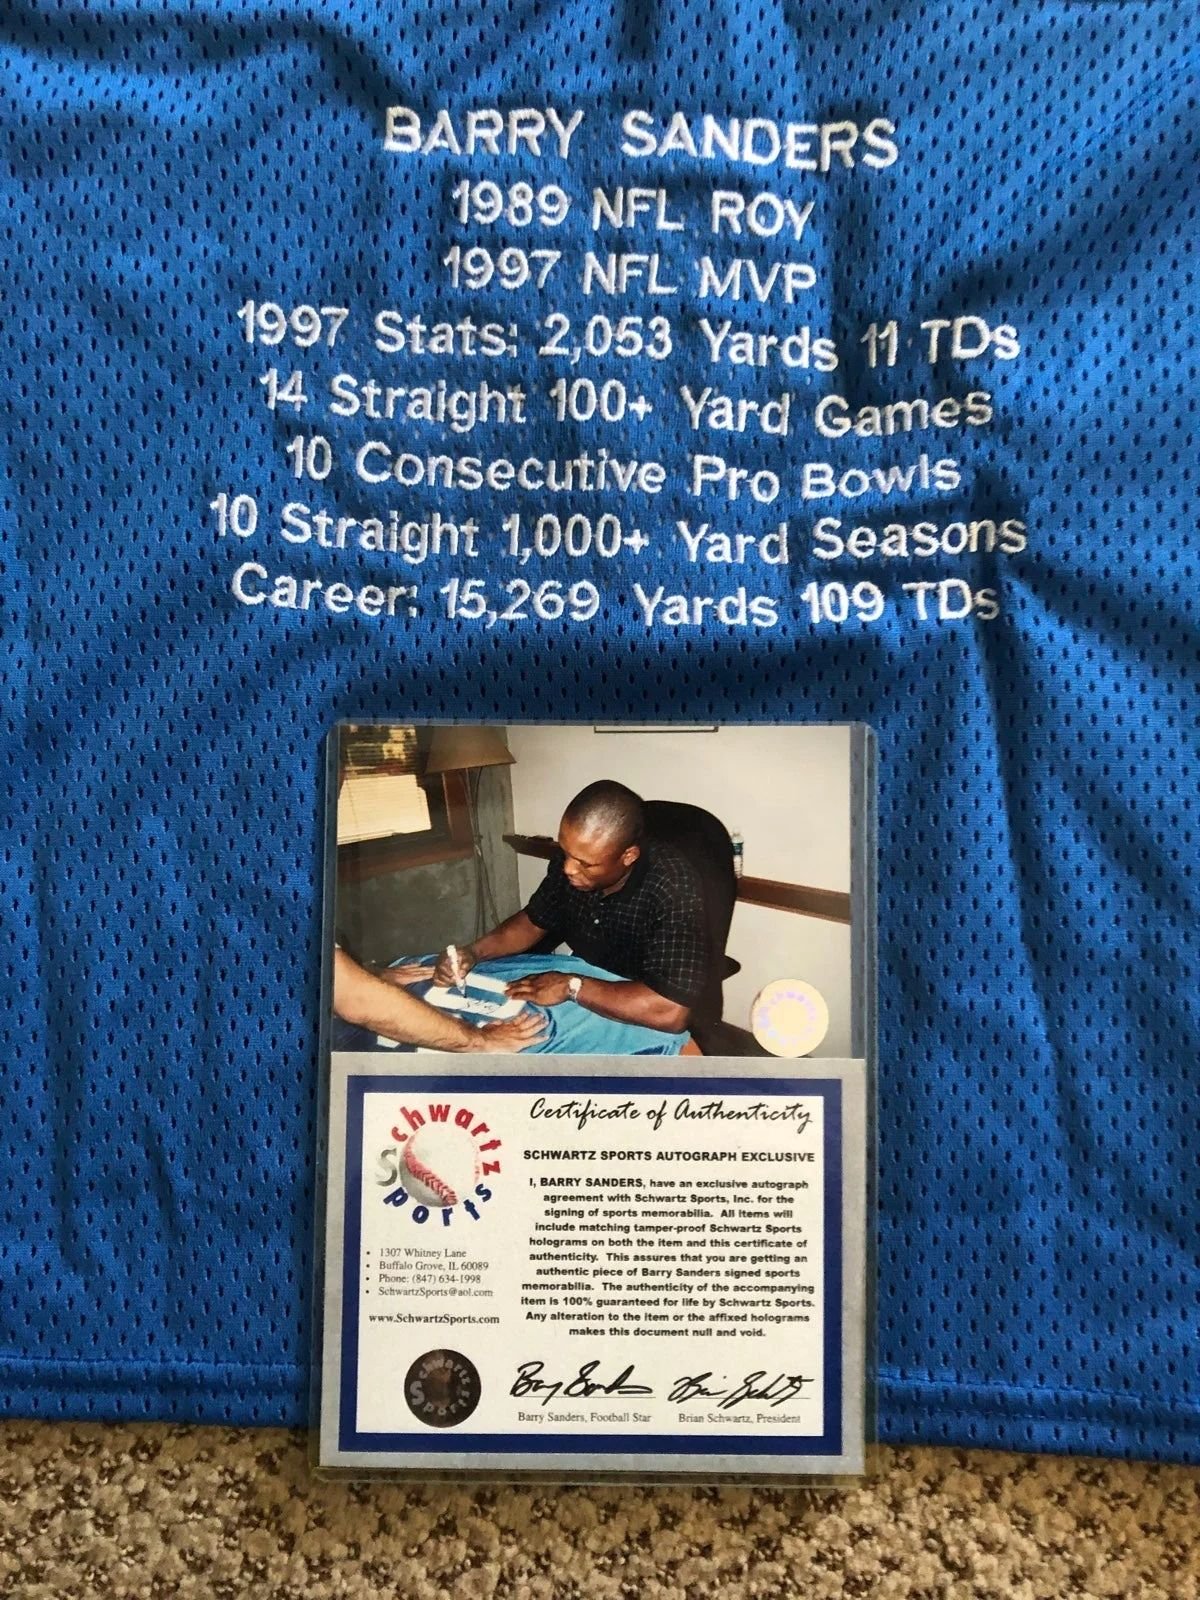 BARRY SANDERS
1989 NFL ROY
1997 NFL MVP
1997 Stats: 2,053 Yards 11 TDs
14 Straight 100+ Yard Games
10 Consecutive Pro Bowls
10 Straight 1,000+ Yard Seasons
Career: 15,269 Yards 109 TDs
Schwartz
Sports
• 1307 Whitney Lane
• Buffalo Grove, IL 60089
• Phone: (847) 634-1998
• SchwartzSports@aol.com
www.SchwartzSports.com
Schwartz
Sports
Certificate of Authenticity
SCHWARTZ SPORTS AUTOGRAPH EXCLUSIVE
I, BARRY SANDERS, have an exclusive autograph
agreement with Schwartz Sports, Inc. for the
signing of sports memorabilia. All items will
include matching tamper-proof Schwartz Sports
holograms on both the item and this certificate of
authenticity. This assures that you are getting an
authentic piece of Barry Sanders signed sports
memorabilia. The authenticity of the accompanying
item is 100% guaranteed for life by Schwartz Sports.
Any alteration to the item or the affixed holograms
makes this document null and void.
Barry Sanders, Football Star
Brian Schwartz, President